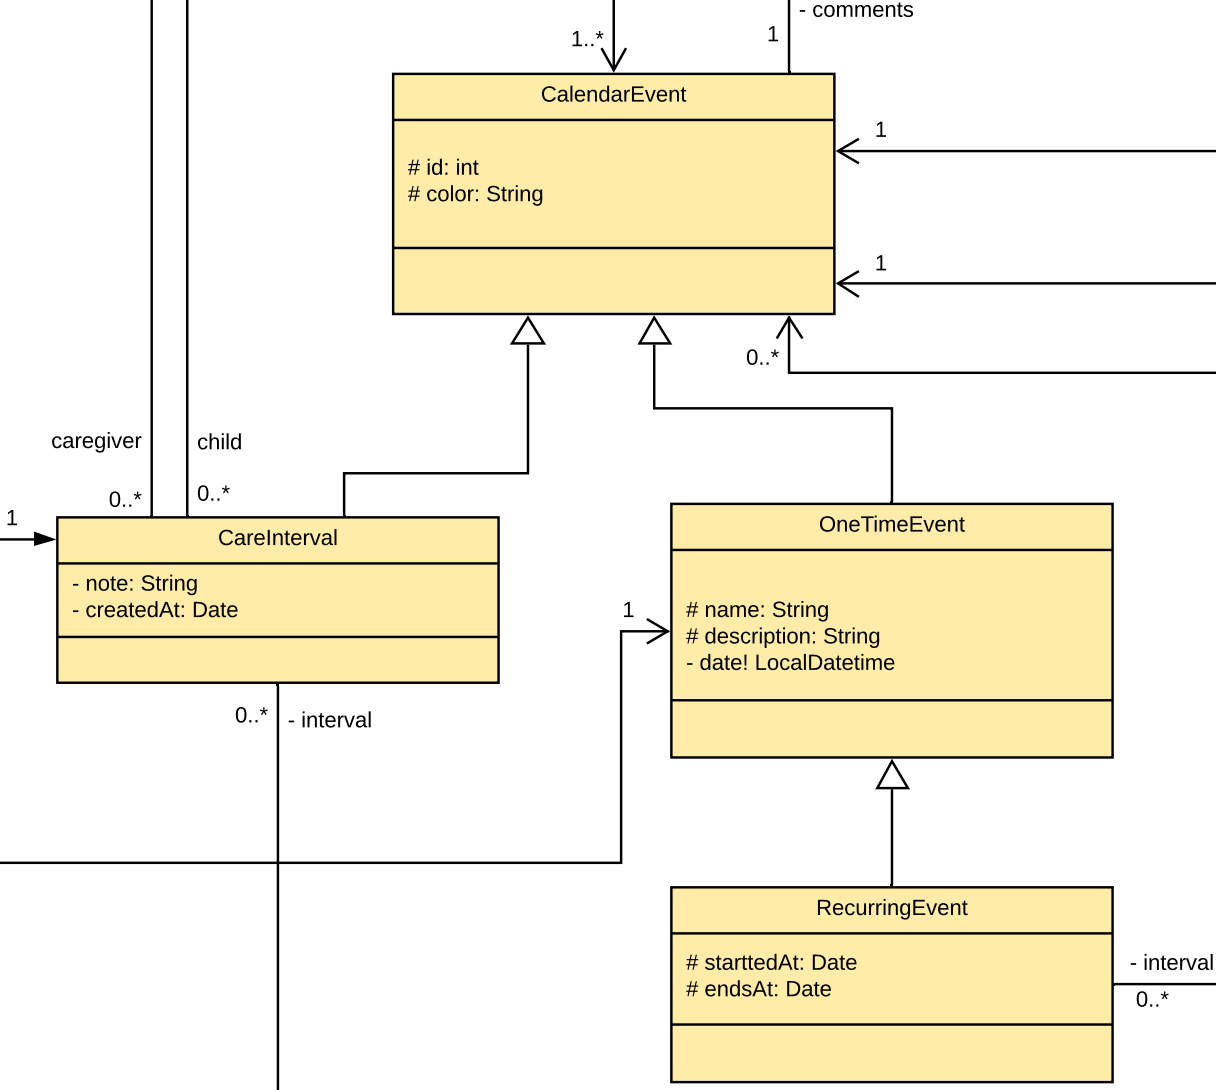 - comments
1..*
1
CalendarEvent
1
# id: int
# color: String
1
0..*
caregiver
child
0..*
0..*
1
CareInterval
- note: String
- createdAt: Date
OneTimeEvent
1
# name: String
# description: String
- date! LocalDatetime
0..*
- interval
RecurringEvent
# starttedAt: Date
# endsAt: Date
- interval
0..*